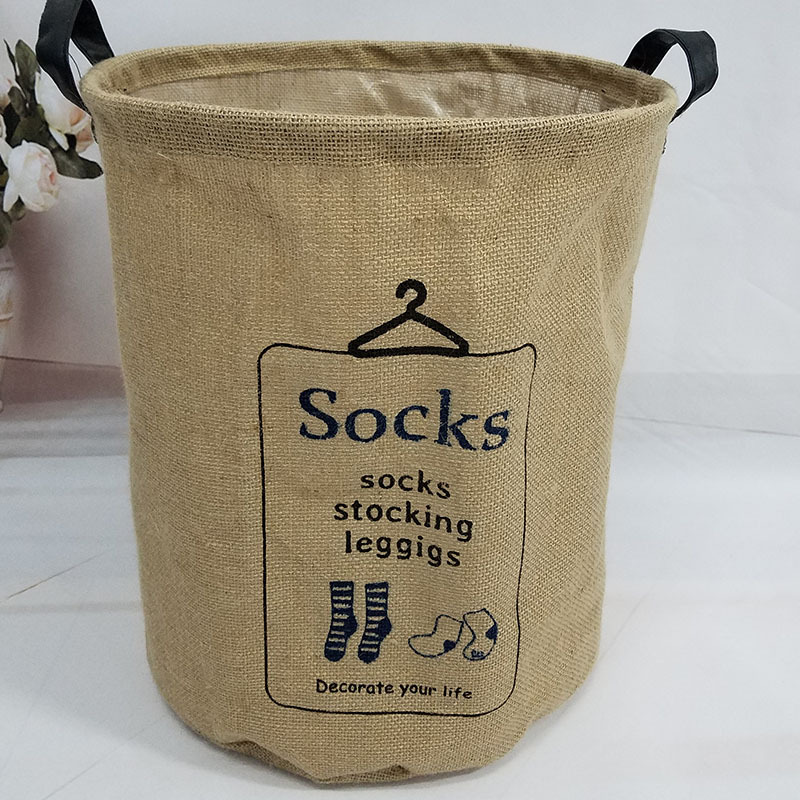 Socks
socks
stocking
leggigs
Decorate your life